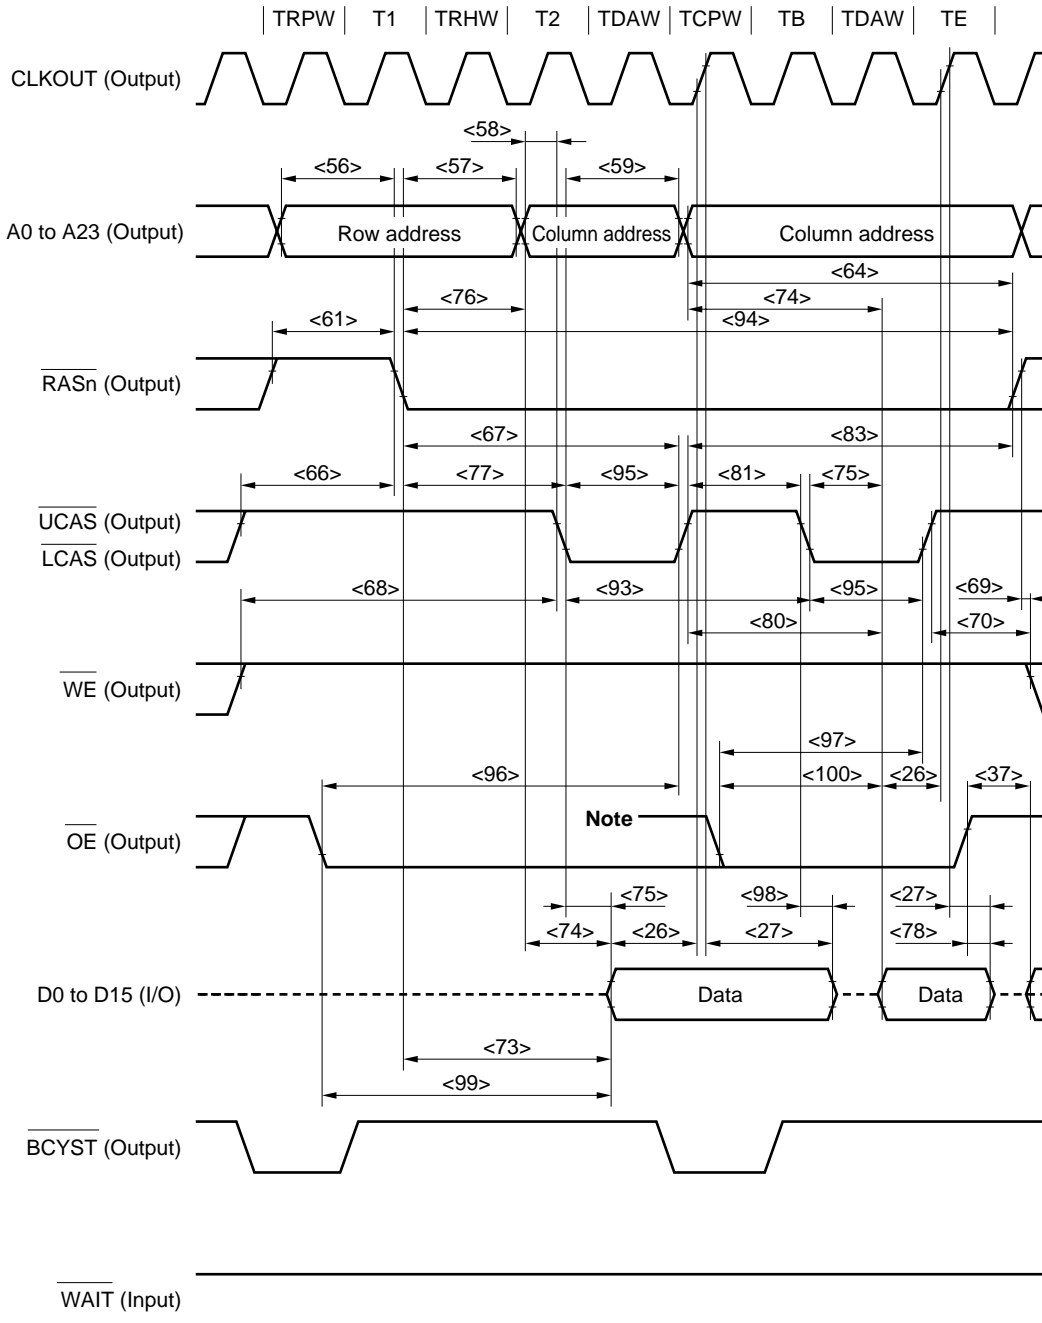 TRPW T1 TRHW T2 TDAW TCPW TB TDAW TE
CLKOUT (Output)
<58>
<56> <57> <59>
A0 to A23 (Output) Row address Column address Column address
<64>
<76> <74>
<61> <94>
RASn (Output)
<67> <83>
<66> <77> <95> <81> <75>
UCAS (Output)
LCAS (Output)
<68> <93> <95> <69>
<80> <70>
WE (Output)
<97>
<96> <100> <26> <37>
Note
OE (Output)
<75> <98> <27>
<74> <26> <27> <78>
D0 to D15 (I/O) Data Data
<73>
<99>
BCYST (Output)
WAIT (Input)